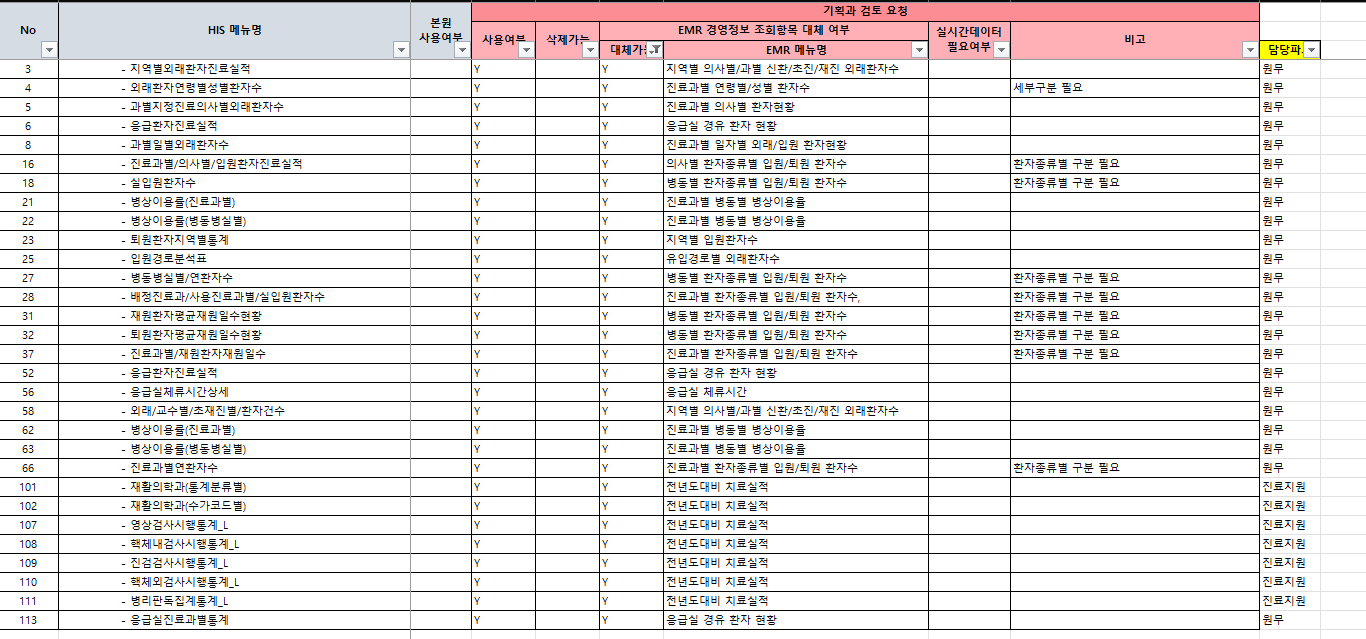 기획과 검토 요청
No HIS 메뉴명 본원 사용여부 사용여부 삭제가능 EMR 경영정보 조회항목 대체 여부 실시간데이터 필요여부 비고
대체가능 EMR 메뉴명 담당파
3 - 지역별외래환자진료실적 Y Y 지역별 의사별/과별 신환/초진/재진 외래환자수 원무
4 - 외래환자연령별성별환자수 Y Y 진료과별 연령별/성별 환자수 세부구분 필요 원무
5 - 과별지정진료의사별외래환자수 Y Y 진료과별 의사별 환자현황 원무
6 - 응급환자진료실적 Y Y 응급실 경유 환자 현황 원무
8 - 과별일별외래환자수 Y Y 진료과별 일자별 외래/입원 환자현황 원무
16 - 진료과별/의사별/입원환자진료실적 Y Y 의사별 환자종류별 입원/퇴원 환자수 환자종류별 구분 필요 원무
18 - 실입원환자수 Y Y 병동별 환자종류별 입원/퇴원 환자수 환자종류별 구분 필요 원무
21 - 병상이용률(진료과별) Y Y 진료과별 병동별 병상이용율 원무
22 - 병상이용률(병동병실별) Y Y 진료과별 병동별 병상이용율 원무
23 - 퇴원환자지역별통계 Y Y 지역별 입원환자수 원무
25 - 입원경로분석표 Y Y 유입경로별 외래환자수 원무
27 - 병동병실별/연환자수 Y Y 병동별 환자종류별 입원/퇴원 환자수 환자종류별 구분 필요 원무
28 - 배정진료과/사용진료과별/실입원환자수 Y Y 진료과별 환자종류별 입원/퇴원 환자수, 환자종류별 구분 필요 원무
31 - 재원환자평균재원일수현황 Y Y 병동별 환자종류별 입원/퇴원 환자수 환자종류별 구분 필요 원무
32 - 퇴원환자평균재원일수현황 Y Y 병동별 환자종류별 입원/퇴원 환자수 환자종류별 구분 필요 원무
37 - 진료과별/재원환자재원일수 Y Y 진료과별 환자종류별 입원/퇴원 환자수 환자종류별 구분 필요 원무
52 - 응급환자진료실적 Y Y 응급실 경유 환자 현황 원무
56 - 응급실체류시간상세 Y Y 응급실 체류시간 원무
58 - 외래/교수별/초재진별/환자건수 Y Y 지역별 의사별/과별 신환/초진/재진 외래환자수 원무
62 - 병상이용률(진료과별) Y Y 진료과별 병동별 병상이용율 원무
63 - 병상이용률(병동병실별) Y Y 진료과별 병동별 병상이용율 원무
66 - 진료과별연환자수 Y Y 진료과별 환자종류별 입원/퇴원 환자수 환자종류별 구분 필요 원무
101 - 재활의학과(통계분류별) Y Y 전년도대비 치료실적 진료지원
102 - 재활의학과(수가코드별) Y Y 전년도대비 치료실적 진료지원
107 - 영상검사시행통계_L Y Y 전년도대비 치료실적 진료지원
108 - 핵체내검사시행통계_L Y Y 전년도대비 치료실적 진료지원
109 - 진검검사시행통계_L Y Y 전년도대비 치료실적 진료지원
110 - 핵체외검사시행통계_L Y Y 전년도대비 치료실적 진료지원
111 - 병리판독집계통계_L Y Y 전년도대비 치료실적 진료지원
113 - 응급실진료과별통계 Y Y 응급실 경유 환자 현황 원무